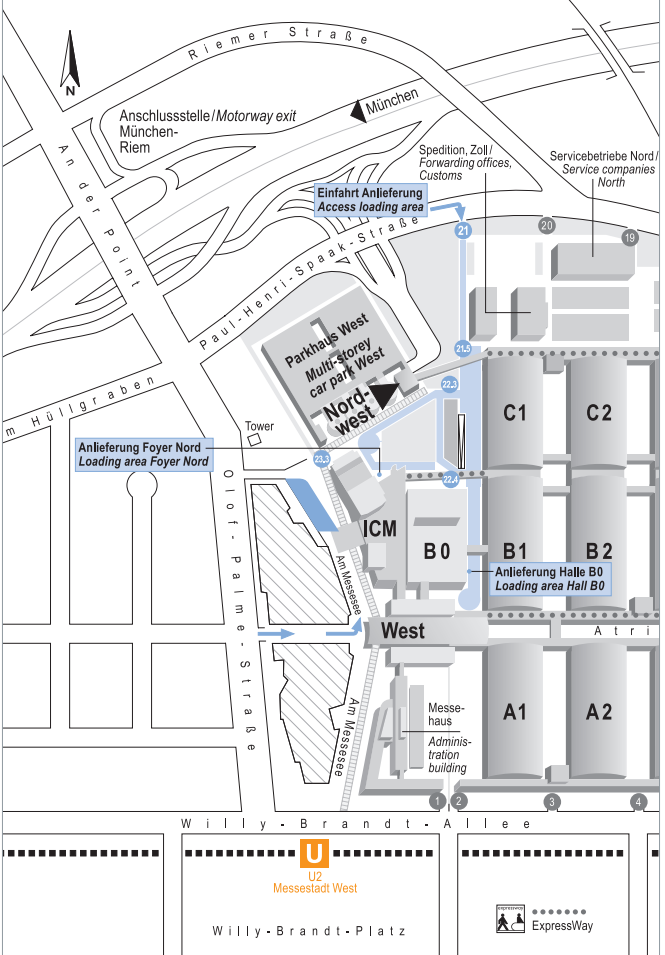 Riemer Straße
N
Anschlussstelle/Motorway exit
München-
Riem
München
An der Point
Spedition, Zoll/
Forwarding offices,
Customs
Servicebetriebe Nord/
Service companies
North
Einfahrt Anlieferung
Access loading area
21
20
19
Paul-Henri-Spaak-Straße
Parkhaus West
Multi-storey
car park West
21.5
22.3
Nord-
west
C1
C2
m Hüllgraben
Tower
Anlieferung Foyer Nord
Loading area Foyer Nord
23.3
22.4
Olof-Palme-Straße
ICM
B0
B1
B2
Am Messesee
Anlieferung Halle B0
Loading area Hall B0
West
Atri
Am Messesee
Messe-
haus
Adminis-
tration
building
A1
A2
1
2
3
4
Willy-Brandt-Allee
U
U2
Messestadt West
Willy-Brandt-Platz
expressway
ExpressWay